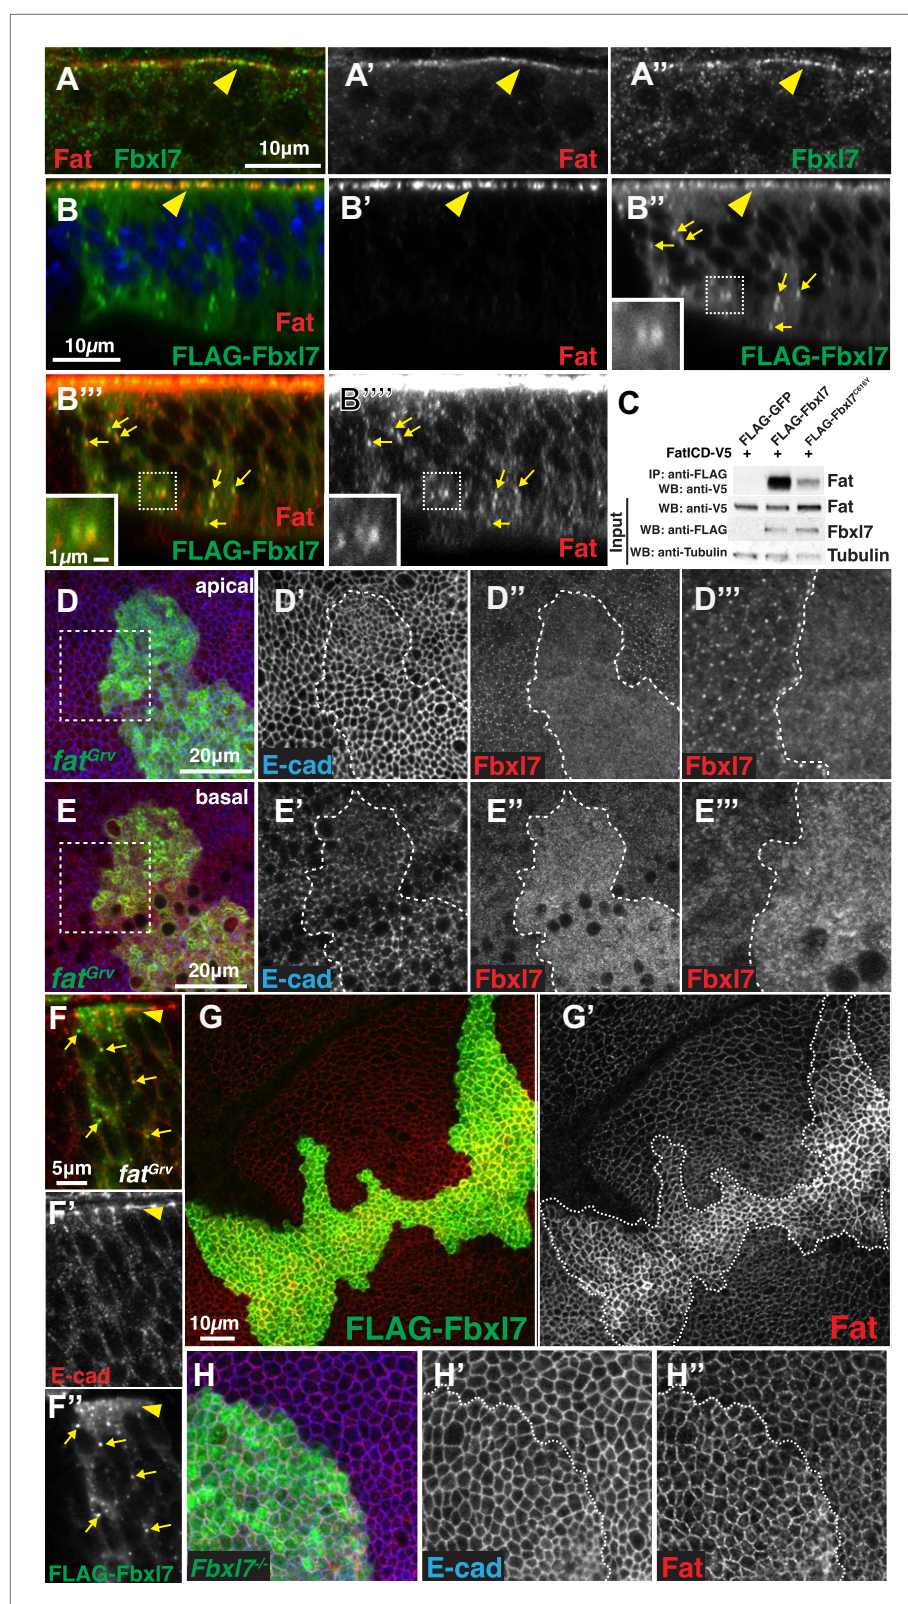 A
Fat Fbxl7
10µm
A'
Fat
A''
Fbxl7
B
Fat
FLAG-Fbxl7
10µm
B'
Fat
B''
FLAG-Fbxl7
B'''
Fat
FLAG-Fbxl7
1µm
B''''
Fat
C
FLAG-GFP
FLAG-Fbxl7
FLAG-Fbxl7C616Y
FatICD-V5 + + +
IP: anti-FLAG
WB: anti-V5
Fat
Input
WB: anti-V5
Fat
WB: anti-FLAG
Fbxl7
WB: anti-Tubulin
Tubulin
D
apical
fatGrv
20µm
D'
E-cad
D''
Fbxl7
D'''
Fbxl7
E
basal
fatGrv
20µm
E'
E-cad
E''
Fbxl7
E'''
Fbxl7
F
5µm
fatGrv
F'
E-cad
F''
FLAG-Fbxl7
G
10µm
FLAG-Fbxl7
G'
Fat
H
Fbxl7-/-
H'
E-cad
H''
Fat